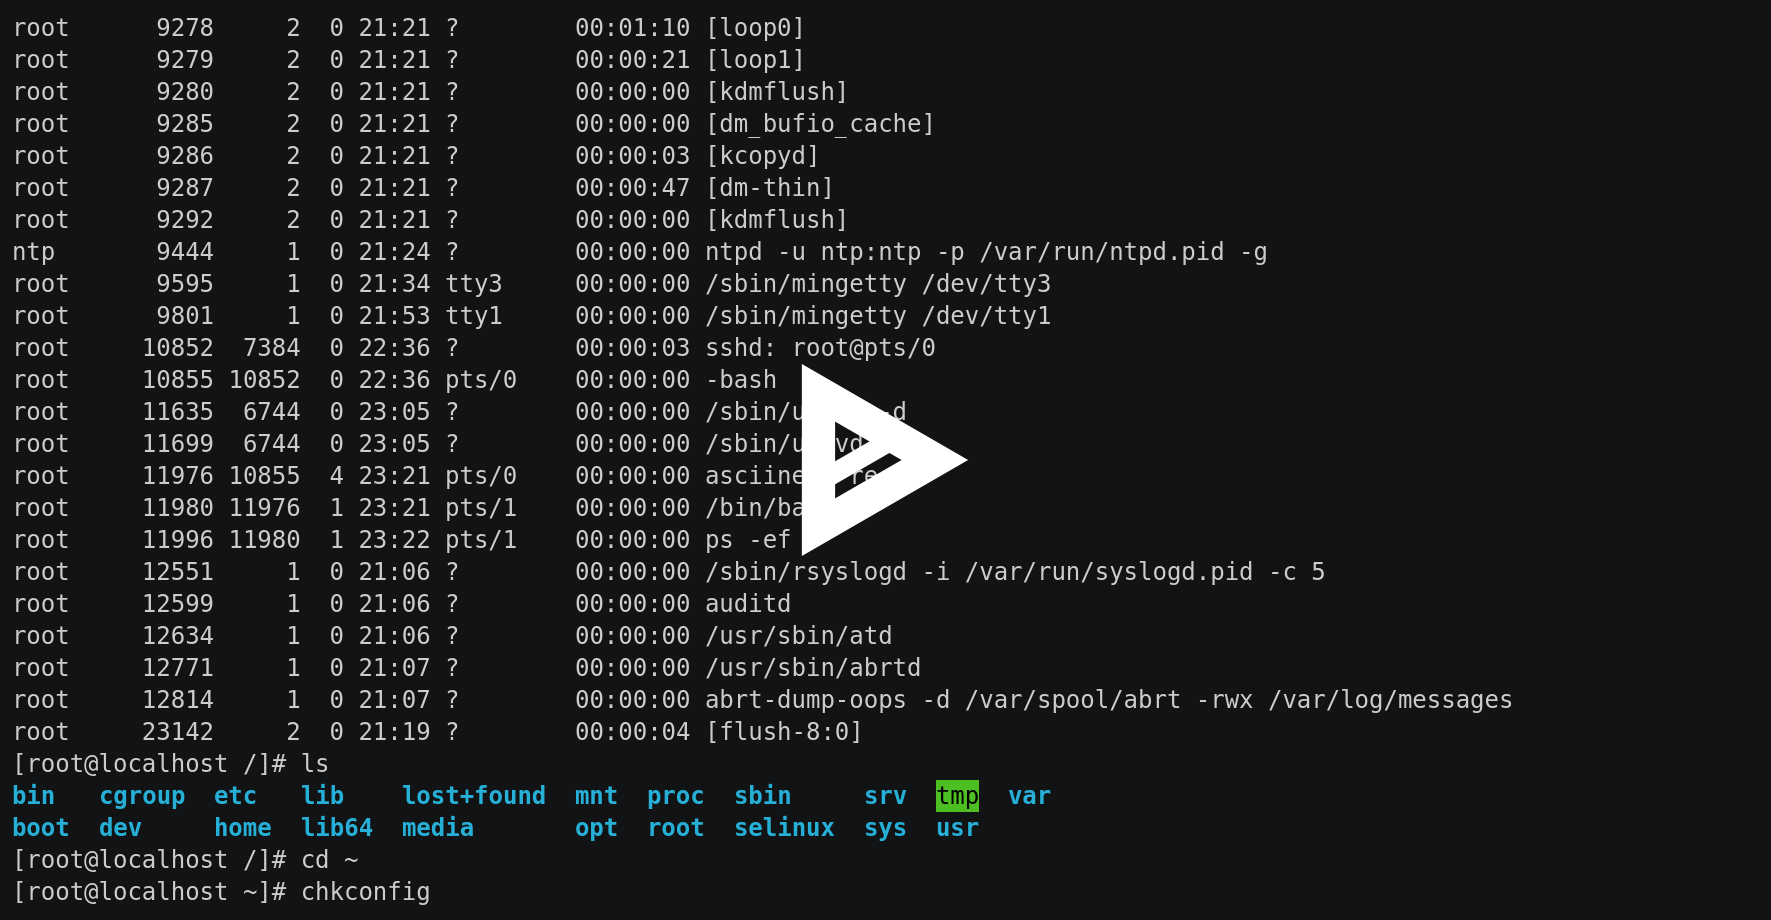 root      9278     2  0 21:21 ?        00:01:10 [loop0]
root      9279     2  0 21:21 ?        00:00:21 [loop1]
root      9280     2  0 21:21 ?        00:00:00 [kdmflush]
root      9285     2  0 21:21 ?        00:00:00 [dm_bufio_cache]
root      9286     2  0 21:21 ?        00:00:03 [kcopyd]
root      9287     2  0 21:21 ?        00:00:47 [dm-thin]
root      9292     2  0 21:21 ?        00:00:00 [kdmflush]
ntp       9444     1  0 21:24 ?        00:00:00 ntpd -u ntp:ntp -p /var/run/ntpd.pid -g
root      9595     1  0 21:34 tty3     00:00:00 /sbin/mingetty /dev/tty3
root      9801     1  0 21:53 tty1     00:00:00 /sbin/mingetty /dev/tty1
root     10852  7384  0 22:36 ?        00:00:03 sshd: root@pts/0
root     10855 10852  0 22:36 pts/0    00:00:00 -bash
root     11635  6744  0 23:05 ?        00:00:00
root     11699  6744  0 23:05 ?        00:00:00
root     11976 10855  4 23:21 pts/0    00:00:00
root     11980 11976  1 23:21 pts/1    00:00:00
root     11996 11980  1 23:22 pts/1    00:00:00 ps -ef
root     12551     1  0 21:06 ?        00:00:00 /sbin/rsyslogd -i /var/run/syslogd.pid -c 5
root     12599     1  0 21:06 ?        00:00:00 auditd
root     12634     1  0 21:06 ?        00:00:00 /usr/sbin/atd
root     12771     1  0 21:07 ?        00:00:00 /usr/sbin/abrtd
root     12814     1  0 21:07 ?        00:00:00 abrt-dump-oops -d /var/spool/abrt -rwx /var/log/messages
root     23142     2  0 21:19 ?        00:00:04 [flush-8:0]
[root@localhost /]# ls
bin   cgroup  etc   lib    lost+found  mnt  proc  sbin     srv  tmp  var
boot  dev     home  lib64  media       opt  root  selinux  sys  usr
[root@localhost /]# cd ~
[root@localhost ~]# chkconfig